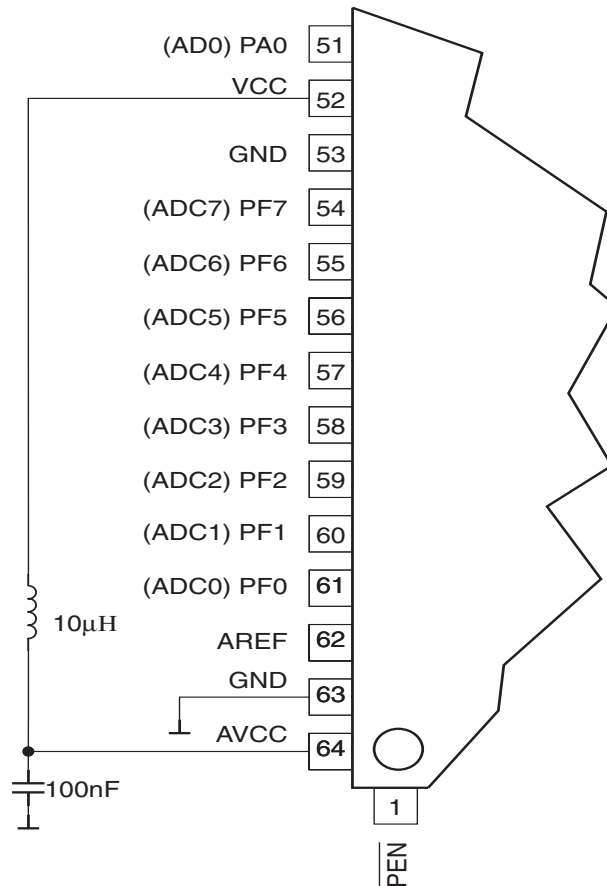 (AD0) PA0 51
VCC 52
GND 53
(ADC7) PF7 54
(ADC6) PF6 55
(ADC5) PF5 56
(ADC4) PF4 57
(ADC3) PF3 58
(ADC2) PF2 59
(ADC1) PF1 60
(ADC0) PF0 61
10μH
AREF 62
GND 63
AVCC 64
100nF
1
PEN